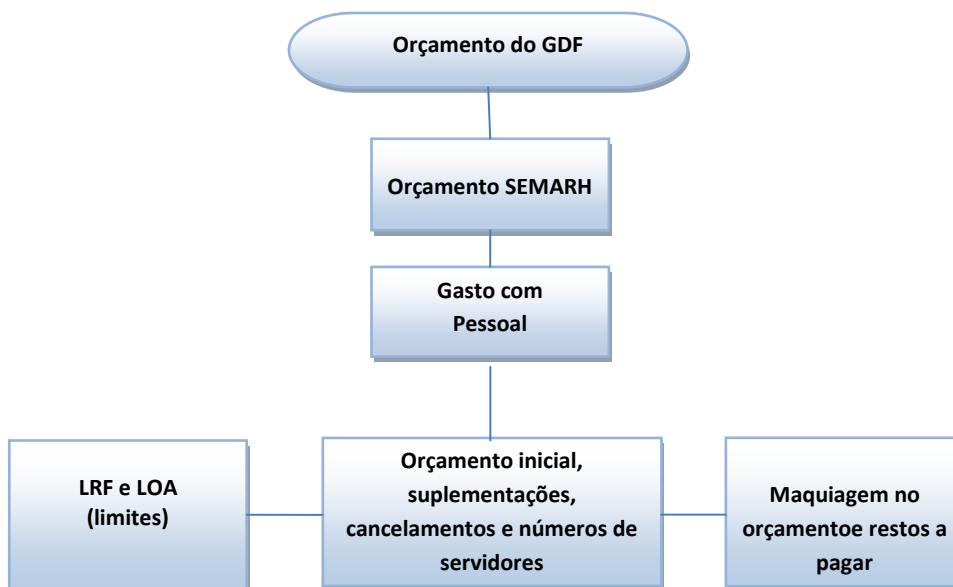 Orçamento do GDF
Orçamento SEMARH
Gasto com
Pessoal
LRF e LOA
(limites)
Orçamento inicial,
suplementações,
cancelamentos e números de
servidores
Maquiagem no
orçamentoe restos a
pagar